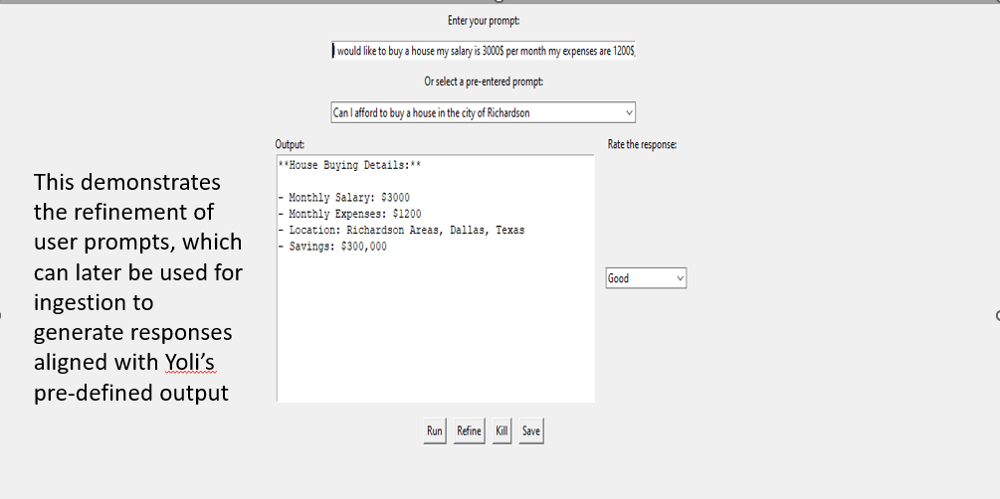 Enter your prompt:
I would like to buy a house my salary is 3000$ per month my expenses are 1200$,
Or select a pre-entered prompt:
Can I afford to buy a house in the city of Richardson
Output:
Rate the response:
**House Buying Details:**
- Monthly Salary: $3000
- Monthly Expenses: $1200
- Location: Richardson Areas, Dallas, Texas
- Savings: $300,000
This demonstrates
the refinement of
user prompts, which
can later be used for
ingestion to
generate responses
aligned with Yoli’s
pre-defined output
Good
Run
Refine
Kill
Save